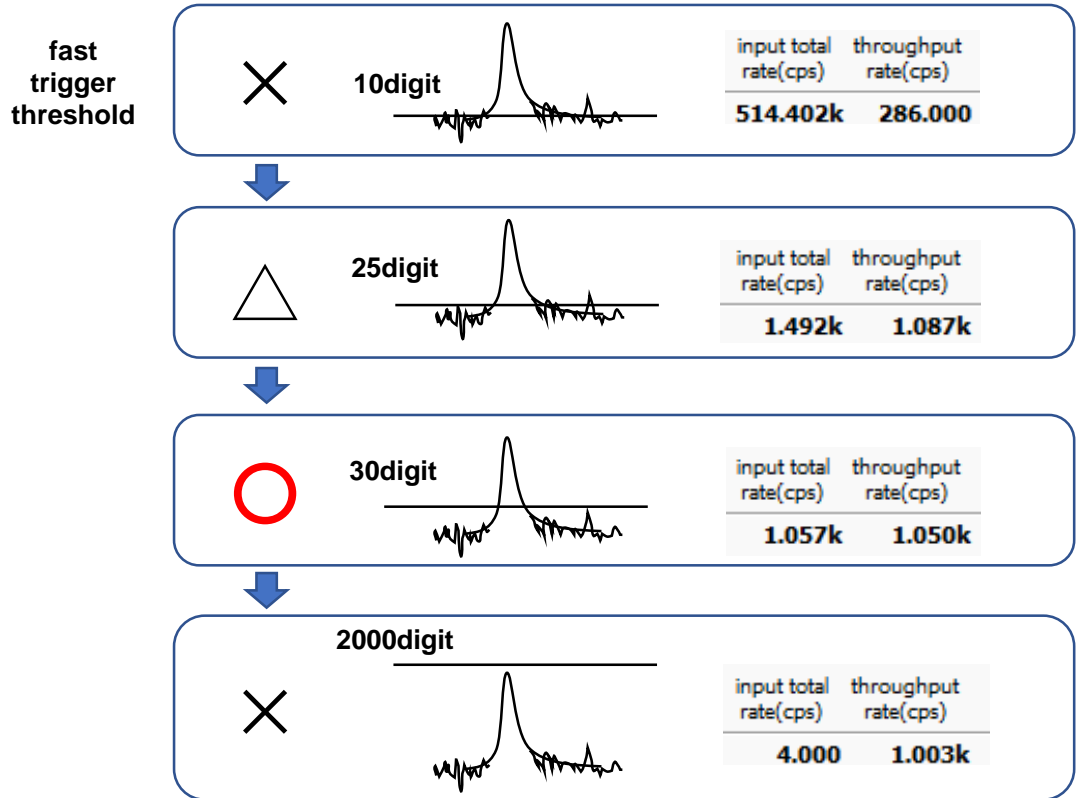 fast
trigger
threshold
10digit
input total throughput
rate(cps) rate(cps)
514.402k 286.000
25digit
input total throughput
rate(cps) rate(cps)
1.492k 1.087k
30digit
input total throughput
rate(cps) rate(cps)
1.057k 1.050k
2000digit
input total throughput
rate(cps) rate(cps)
4.000 1.003k